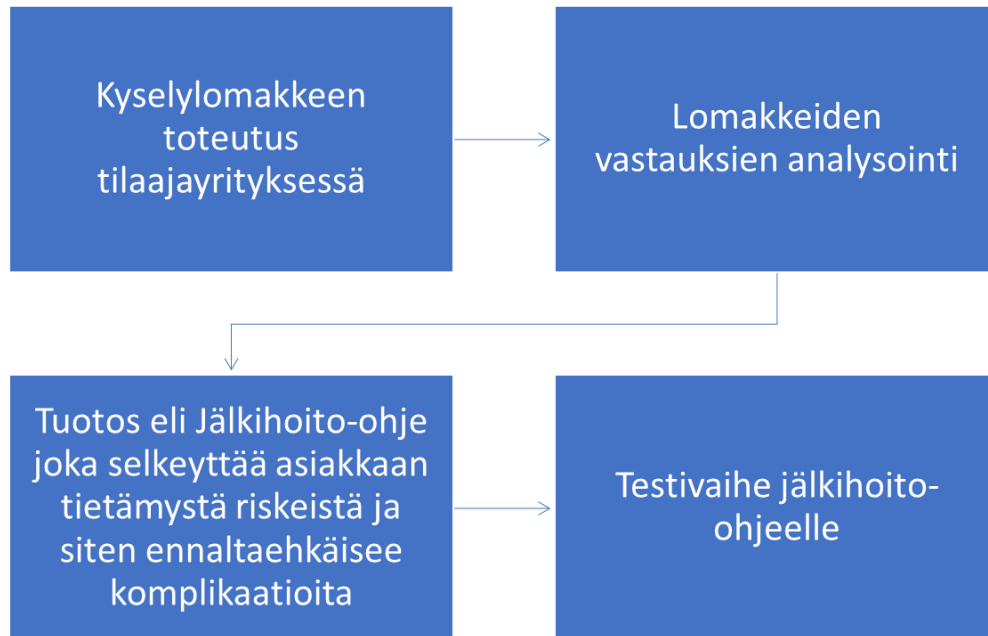 Kyselylomakkeen
toteutus
tilaajayrityksessä
Lomakkeiden
vastauksien analysointi
Tuotos eli Jälkihoito-ohje
joka selkeyttää asiakkaan
tietämystä riskeistä ja
siten ennaltaehkäisee
komplikaatioita
Testivaihe jälkihoito-
ohjeelle